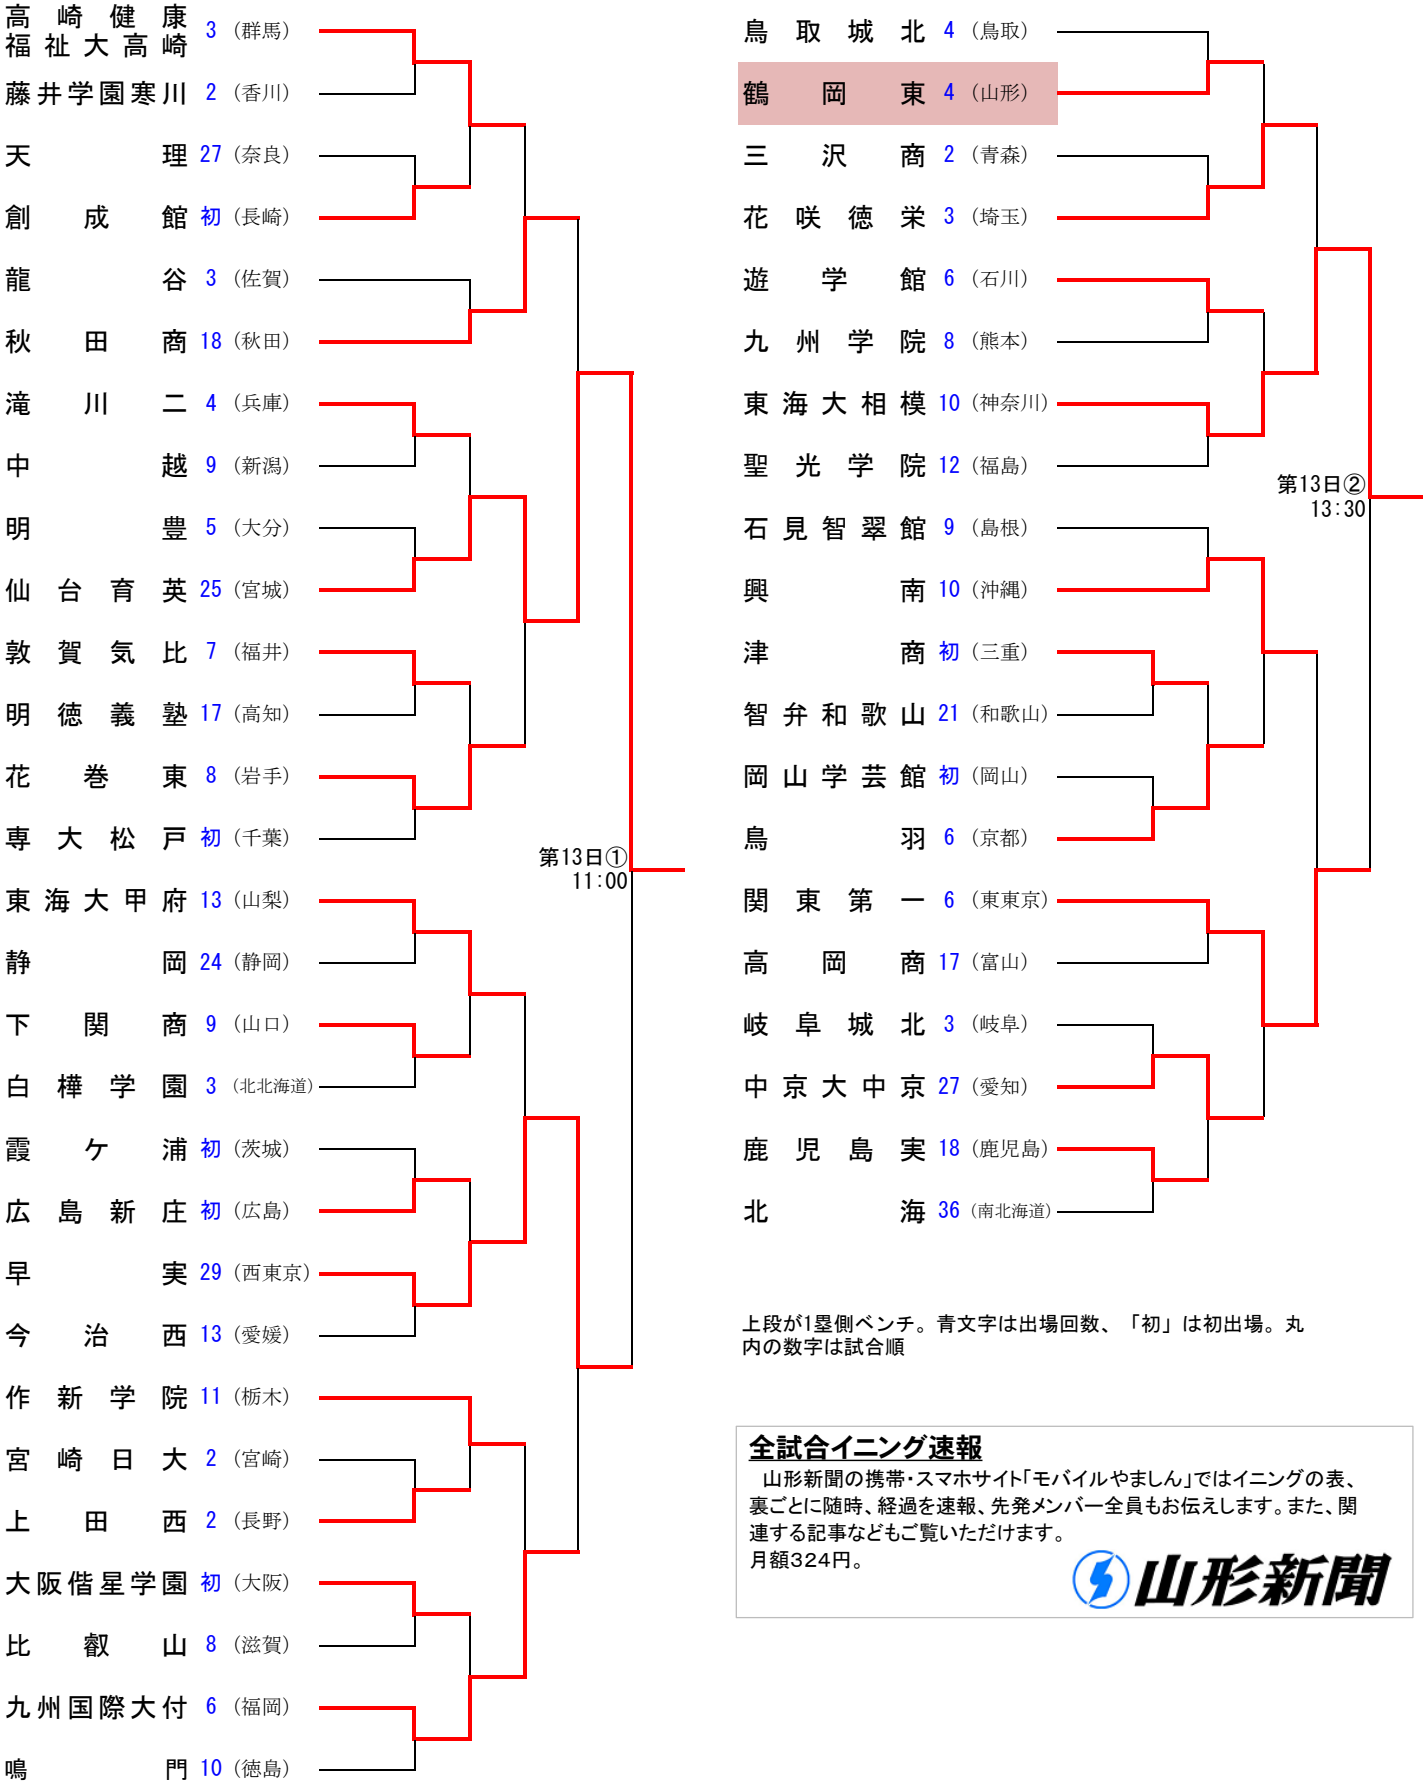 高崎健康
福祉大高崎 3 (群馬)
藤井学園寒川 2 (香川)
天理 27 (奈良)
創成館 初 (長崎)
龍谷 3 (佐賀)
秋田商 18 (秋田)
滝川二 4 (兵庫)
中越 9 (新潟)
明豊 5 (大分)
仙台育英 25 (宮城)
敦賀気比 7 (福井)
明徳義塾 17 (高知)
花巻東 8 (岩手)
専大松戸 初 (千葉)
東海大甲府 13 (山梨)
静岡 24 (静岡)
下関商 9 (山口)
白樺学園 3 (北北海道)
霞ケ浦 初 (茨城)
広島新庄 初 (広島)
早実 29 (西東京)
今治西 13 (愛媛)
作新学院 11 (栃木)
宮崎日大 2 (宮崎)
上田西 2 (長野)
大阪偕星学園 初 (大阪)
比叡山 8 (滋賀)
九州国際大付 6 (福岡)
鳴門 10 (徳島)
第13日①
11:00
鳥取城北 4 (鳥取)
鶴岡東 4 (山形)
三沢商 2 (青森)
花咲徳栄 3 (埼玉)
遊学館 6 (石川)
九州学院 8 (熊本)
東海大相模 10 (神奈川)
聖光学院 12 (福島)
石見智翠館 9 (島根)
興南 10 (沖縄)
津商 初 (三重)
智弁和歌山 21 (和歌山)
岡山学芸館 初 (岡山)
鳥羽 6 (京都)
関東第一 6 (東東京)
高岡商 17 (富山)
岐阜城北 3 (岐阜)
中京大中京 27 (愛知)
鹿児島実 18 (鹿児島)
北海 36 (南北海道)
第13日②
13:30
上段が1塁側ベンチ。青文字は出場回数、「初」は初出場。丸
内の数字は試合順
全試合イニング速報
山形新聞の携帯・スマホサイト「モバイルやましん」ではイニングの表、
裏ごとに随時、経過を速報、先発メンバー全員もお伝えします。また、関
連する記事などもご覧いただけます。
月額324円。
山形新聞